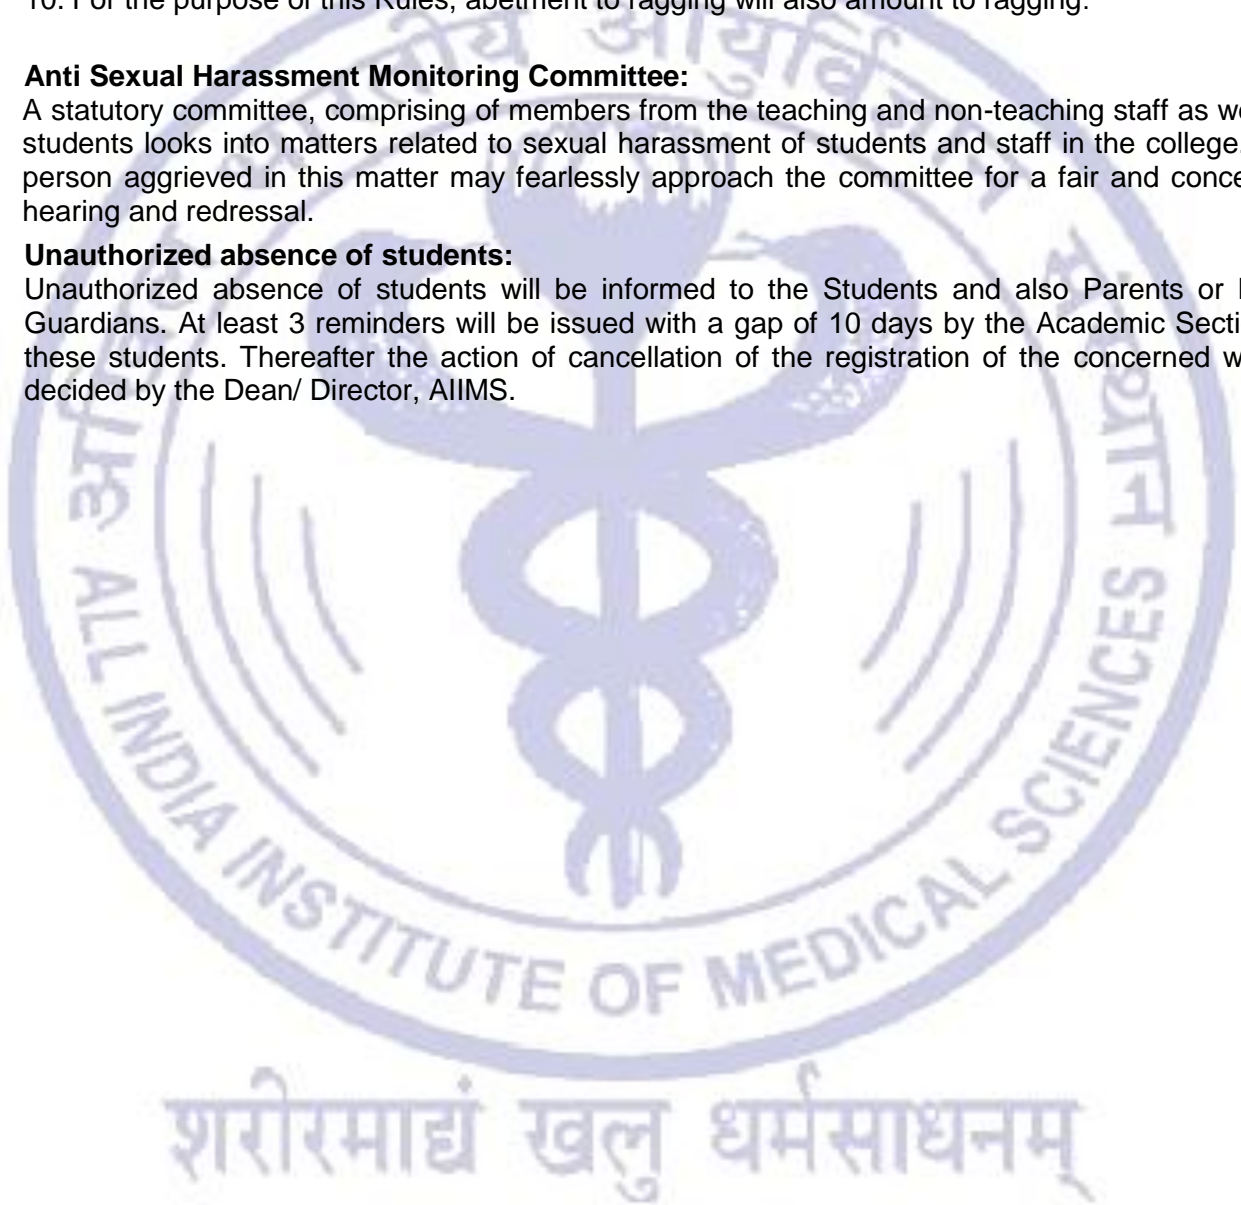 10. For the purpose of this Rules, abetment to ragging will also amount to ragging.
Anti Sexual Harassment Monitoring Committee:
A statutory committee, comprising of members from the teaching and non-teaching staff as we
students looks into matters related to sexual harassment of students and staff in the college.
person aggrieved in this matter may fearlessly approach the committee for a fair and conce
hearing and redressal.
Unauthorized absence of students:
Unauthorized absence of students will be informed to the Students and also Parents or
Guardians. At least 3 reminders will be issued with a gap of 10 days by the Academic Secti
these students. Thereafter the action of cancellation of the registration of the concerned w
decided by the Dean/ Director, AIIMS.
ALL INDIA INSTITUTE OF MEDICAL SCIENCES
शरीरमाद्यं खलु धर्मसाधनम्